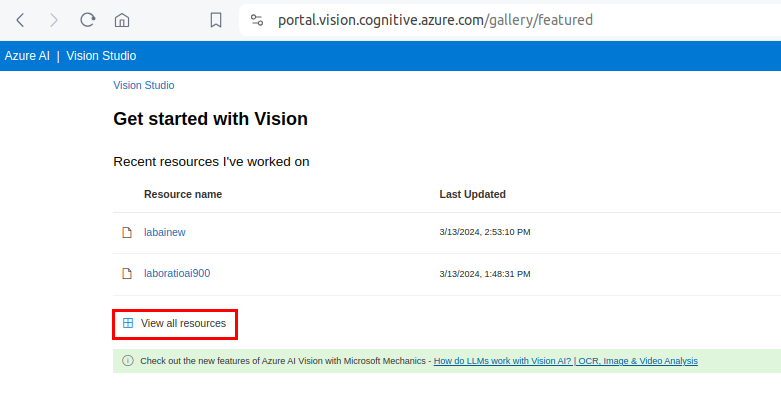 portal.vision.cognitive.azure.com/gallery/featured
Azure AI | Vision Studio
Vision Studio
Get started with Vision
Recent resources I've worked on
Resource name Last Updated
labainew 3/13/2024, 2:53:10 PM
laboratioai900 3/13/2024, 1:48:31 PM
View all resources
Check out the new features of Azure AI Vision with Microsoft Mechanics - How do LLMs work with Vision AI? | OCR, Image & Video Analysis